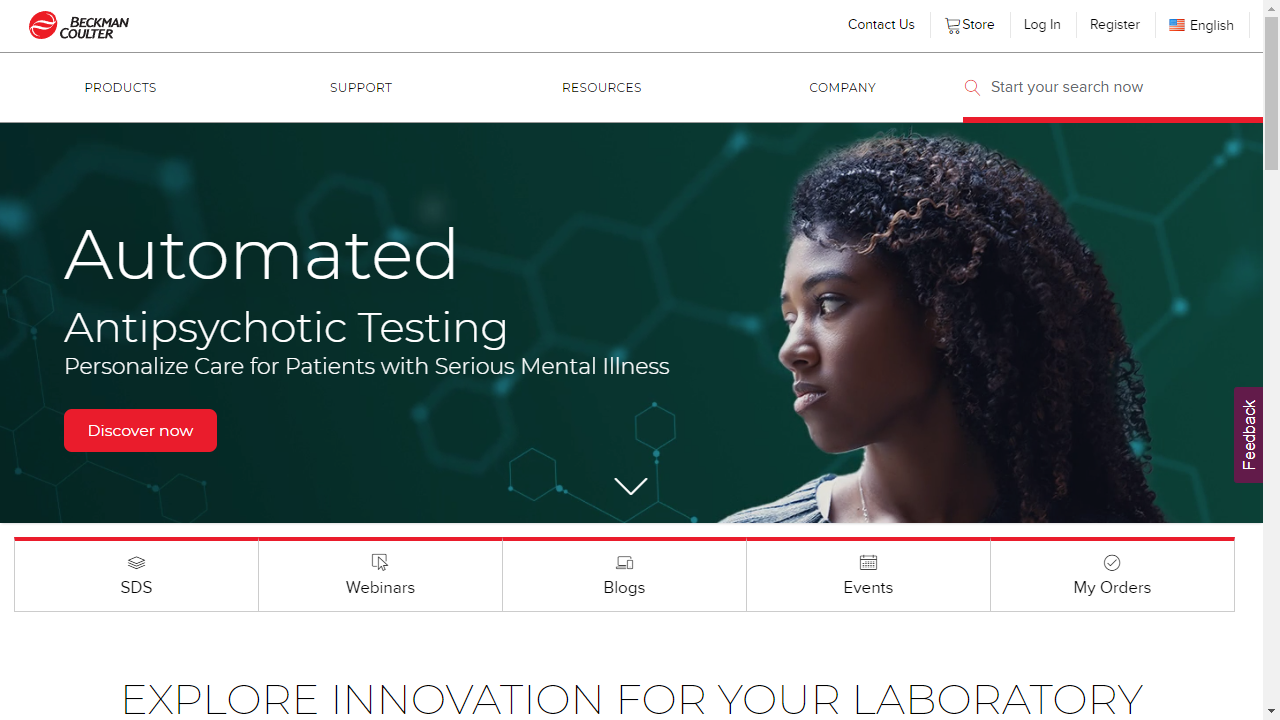 BECKMAN
COULTER
Contact Us
Store
Log In
Register
English
PRODUCTS
SUPPORT
RESOURCES
COMPANY
Start your search now
Automated
Antipsychotic Testing
Personalize Care for Patients with Serious Mental Illness
Discover now
Feedback
SDS
Webinars
Blogs
Events
My Orders
EXPLORE INNOVATION FOR YOUR LABORATORY